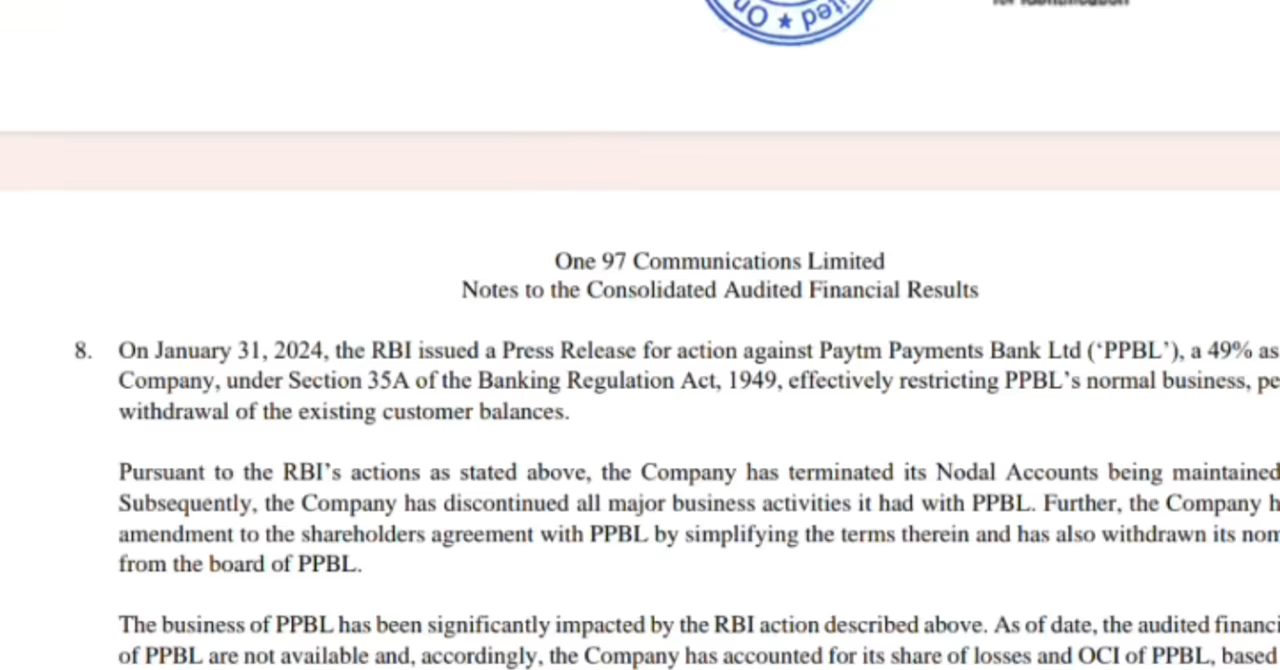 ited ★ On
One 97 Communications Limited
Notes to the Consolidated Audited Financial Results
8. On January 31, 2024, the RBI issued a Press Release for action against Paytm Payments Bank Ltd (‘PPBL’), a 49% as
Company, under Section 35A of the Banking Regulation Act, 1949, effectively restricting PPBL’s normal business, pe
withdrawal of the existing customer balances.
Pursuant to the RBI’s actions as stated above, the Company has terminated its Nodal Accounts being maintained
Subsequently, the Company has discontinued all major business activities it had with PPBL. Further, the Company h
amendment to the shareholders agreement with PPBL by simplifying the terms therein and has also withdrawn its nom
from the board of PPBL.
The business of PPBL has been significantly impacted by the RBI action described above. As of date, the audited financi
of PPBL are not available and, accordingly, the Company has accounted for its share of losses and OCI of PPBL, based